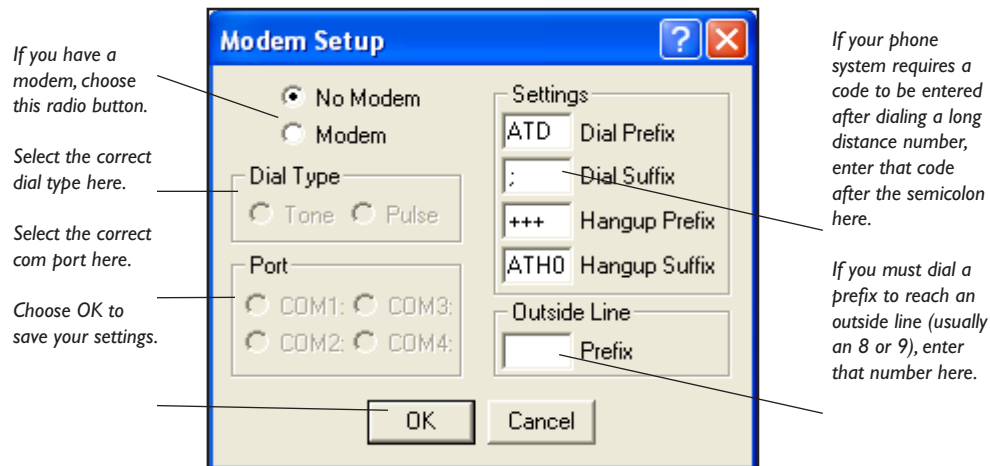 If you have a
modem, choose
this radio button.
Select the correct
dial type here.
Select the correct
com port here.
Choose OK to
save your settings.
Modem Setup
No Modem
Modem
Dial Type
Tone Pulse
Port
COM1: COM3:
COM2: COM4:
Settings
ATD Dial Prefix
; Dial Suffix
+++ Hangup Prefix
ATH0 Hangup Suffix
Outside Line
Prefix
OK Cancel
If your phone
system requires a
code to be entered
after dialing a long
distance number,
enter that code
after the semicolon
here.
If you must dial a
prefix to reach an
outside line (usually
an 8 or 9), enter
that number here.